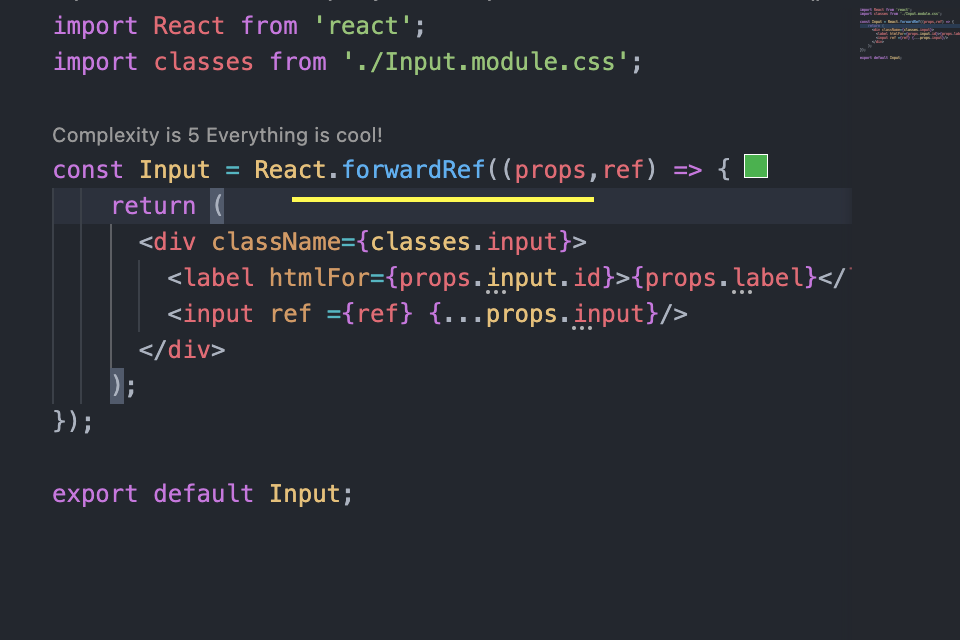 import React from 'react';
import classes from './Input.module.css';
Complexity is 5 Everything is cool!
const Input = React.forwardRef((props,ref) => {
return (
<div className={classes.input}>
<label htmlFor={props.input.id}>{props.label}</
<input ref ={ref} {...props.input}/>
</div>
);
});
export default Input;